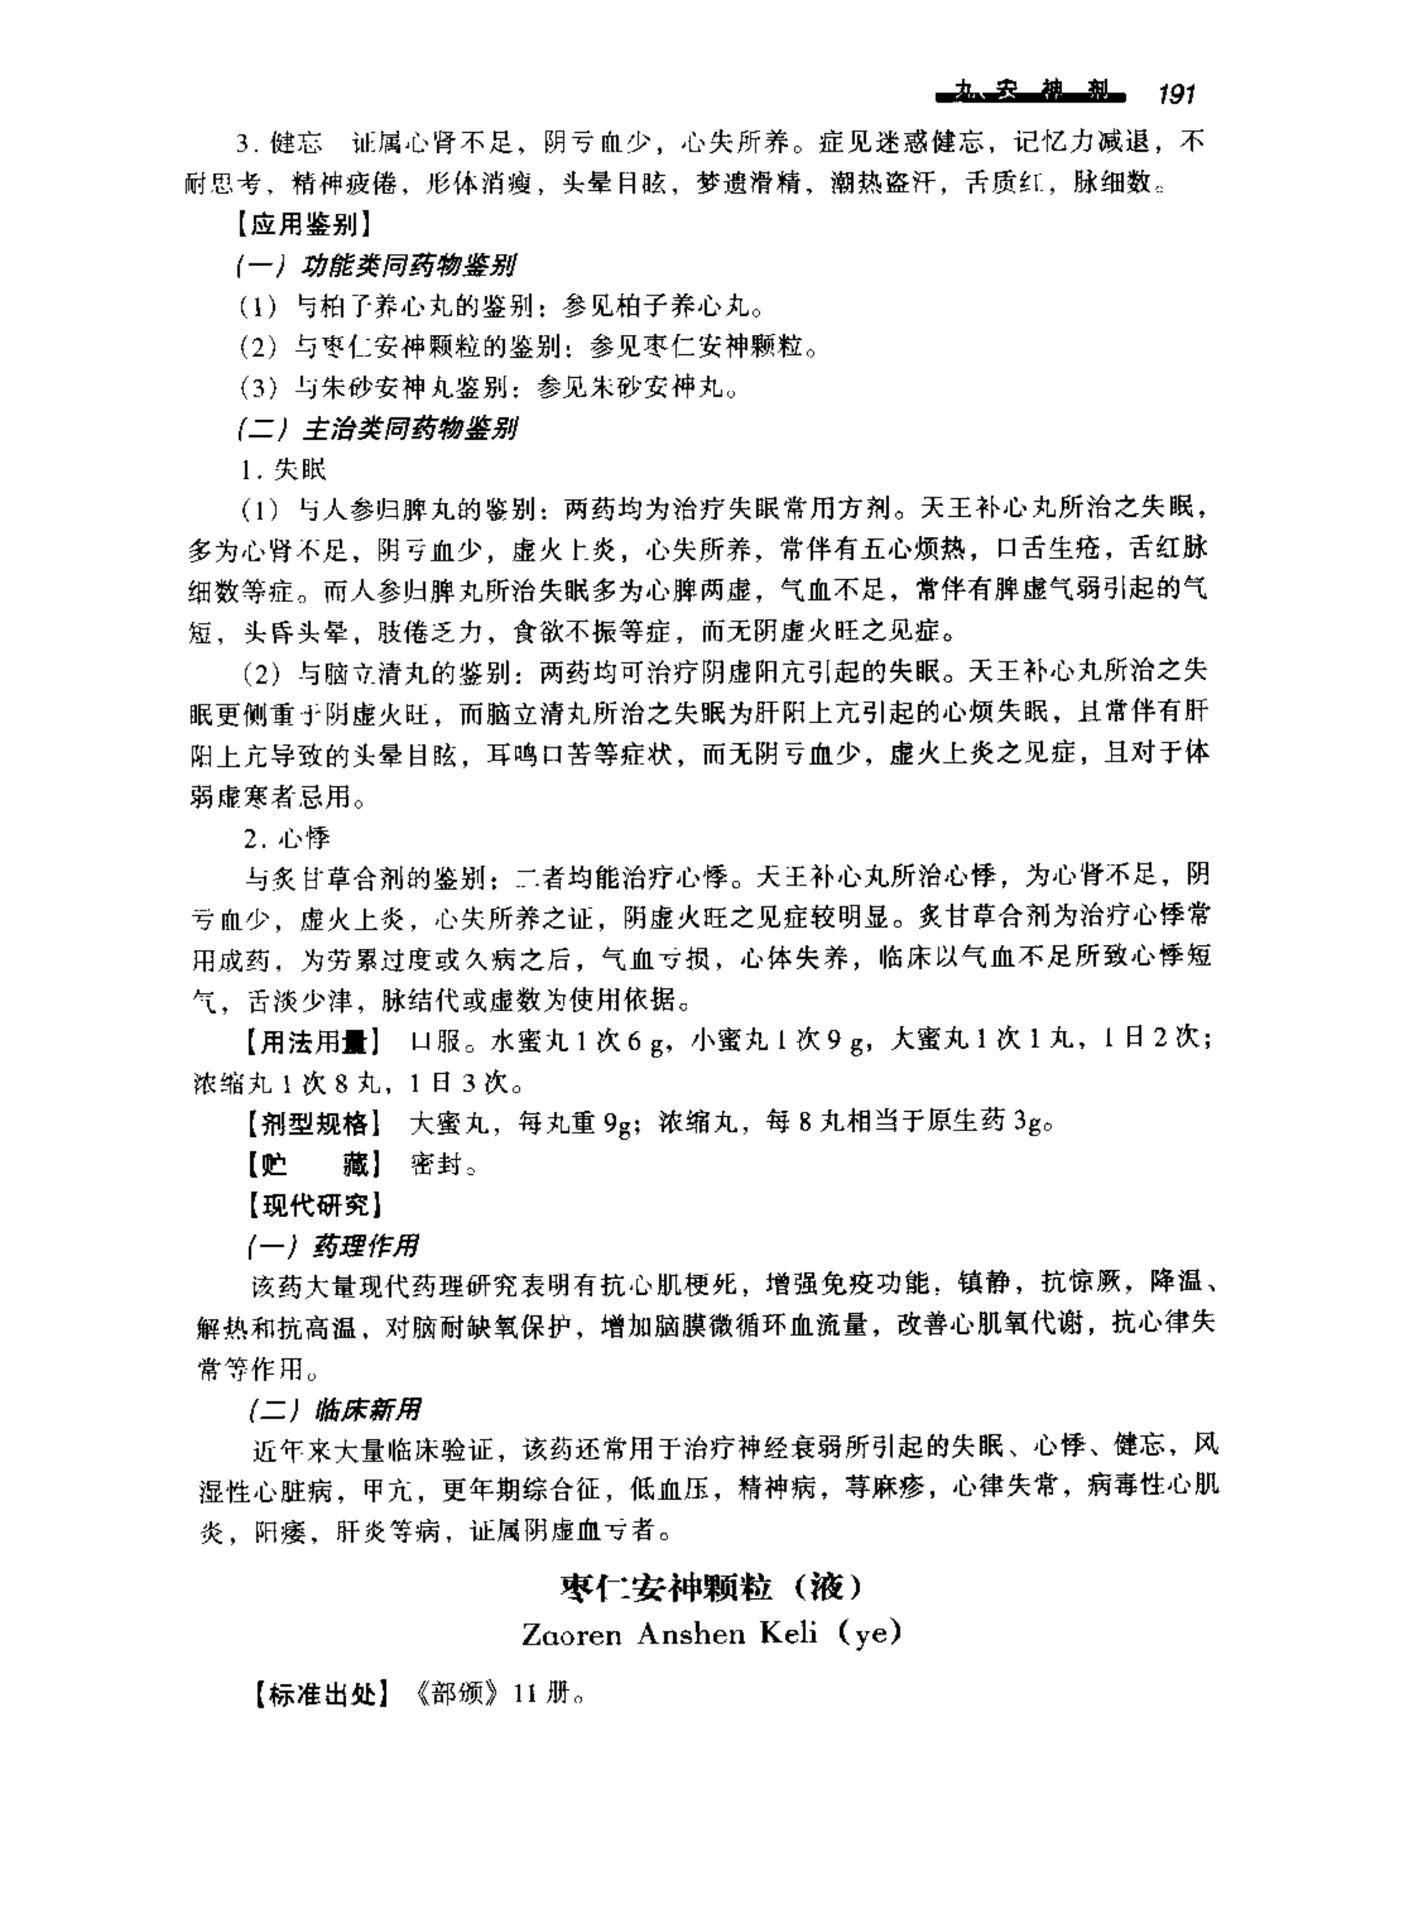 九、安神剂 191
3. 健忘 证属心肾不足，阴亏血少，心失所养。症见迷惑健忘，记忆力减退，不
耐思考，精神疲倦，形体消瘦，头晕目眩，梦遗滑精，潮热盗汗，舌质红，脉细数。
【应用鉴别】
（一）功能类同药物鉴别
（1）与柏子养心丸的鉴别：参见柏子养心丸。
（2）与枣仁安神颗粒的鉴别：参见枣仁安神颗粒。
（3）与朱砂安神丸鉴别：参见朱砂安神丸。
（二）主治类同药物鉴别
1. 失眠
（1）与人参归脾丸的鉴别：两药均为治疗失眠常用方剂。天王补心丸所治之失眠，
多为心肾不足，阴亏血少，虚火上炎，心失所养，常伴有五心烦热，口舌生疮，舌红脉
细数等症。而人参归脾丸所治失眠多为心脾两虚，气血不足，常伴有脾虚气弱引起的气
短，头昏头晕，肢倦乏力，食欲不振等症，而无阴虚火旺之见症。
（2）与脑立清丸的鉴别：两药均可治疗阴虚阳亢引起的失眠。天王补心丸所治之失
眠更侧重于阴虚火旺，而脑立清丸所治之失眠为肝阳上亢引起的心烦失眠，且常伴有肝
阳上亢导致的头晕目眩，耳鸣口苦等症状，而无阴亏血少，虚火上炎之见症，且对于体
弱虚寒者忌用。
2. 心悸
与炙甘草合剂的鉴别：二者均能治疗心悸。天王补心丸所治心悸，为心肾不足，阴
亏血少，虚火上炎，心失所养之证，阴虚火旺之见症较明显。炙甘草合剂为治疗心悸常
用成药，为劳累过度或久病之后，气血亏损，心体失养，临床以气血不足所致心悸短
气，舌淡少津，脉结代或虚数为使用依据。
【用法用量】 口服。水蜜丸1次6 g，小蜜丸1次9 g，大蜜丸1次1丸，1日2次；
浓缩丸1次8丸，1日3次。
【剂型规格】 大蜜丸，每丸重9g；浓缩丸，每8丸相当于原生药3g。
【贮　　藏】 密封。
【现代研究】
（一）药理作用
该药大量现代药理研究表明有抗心肌梗死，增强免疫功能，镇静，抗惊厥，降温、
解热和抗高温，对脑耐缺氧保护，增加脑膜微循环血流量，改善心肌氧代谢，抗心律失
常等作用。
（二）临床新用
近年来大量临床验证，该药还常用于治疗神经衰弱所引起的失眠、心悸、健忘，风
湿性心脏病，甲亢，更年期综合征，低血压，精神病，荨麻疹，心律失常，病毒性心肌
炎，阳痿，肝炎等病，证属阴虚血亏者。
枣仁安神颗粒（液）
Zaoren Anshen Keli（ye）
【标准出处】《部颁》11册。